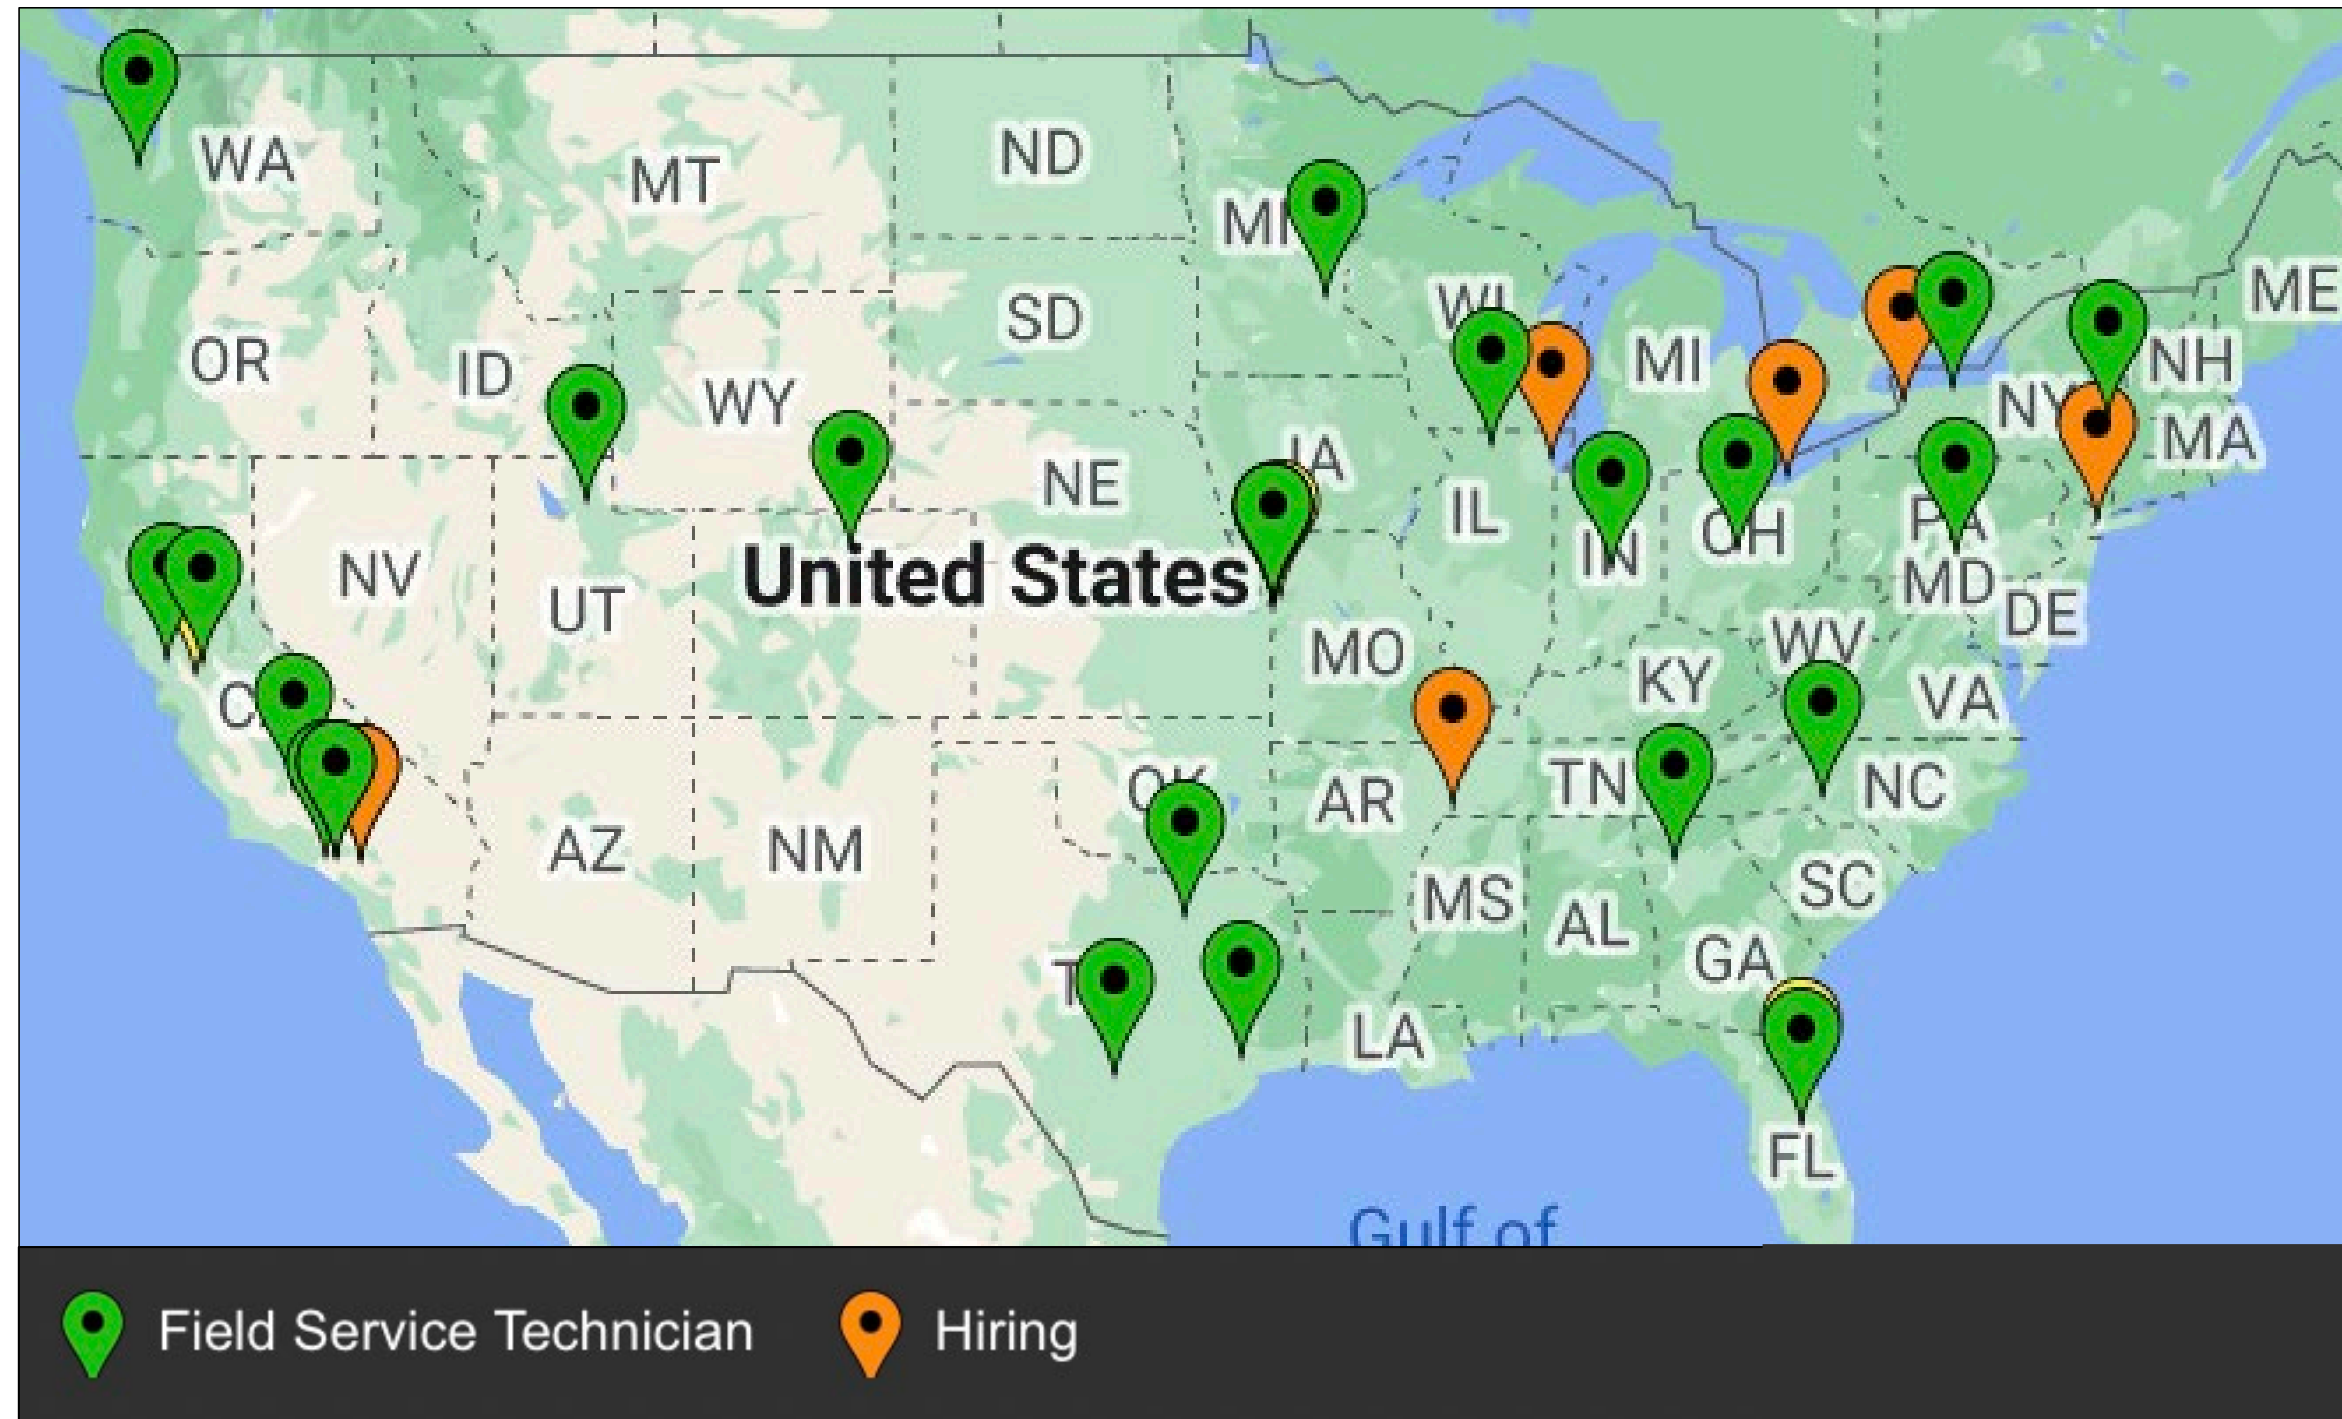 WA
MT
ND
OR
ID
WY
SD
WI
MI
ME
NH
NY
MA
NE
IA
IL
IN
OH
PA
MD
DE
NV
UT
United States
MO
KY
WV
VA
AZ
NM
OK
AR
TN
NC
MS
AL
GA
SC
LA
FL
Gulf of
Field Service Technician
Hiring